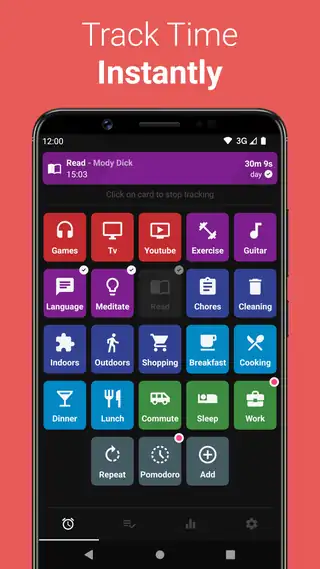 Track Time
Instantly
12:00
3G
Read - Mody Dick
30m 9s
15:03
day
Click on card to stop tracking
Games
Tv
Youtube
Exercise
Guitar
Language
Meditate
Read
Chores
Cleaning
Indoors
Outdoors
Shopping
Breakfast
Cooking
Dinner
Lunch
Commute
Sleep
Work
Repeat
Pomodoro
Add